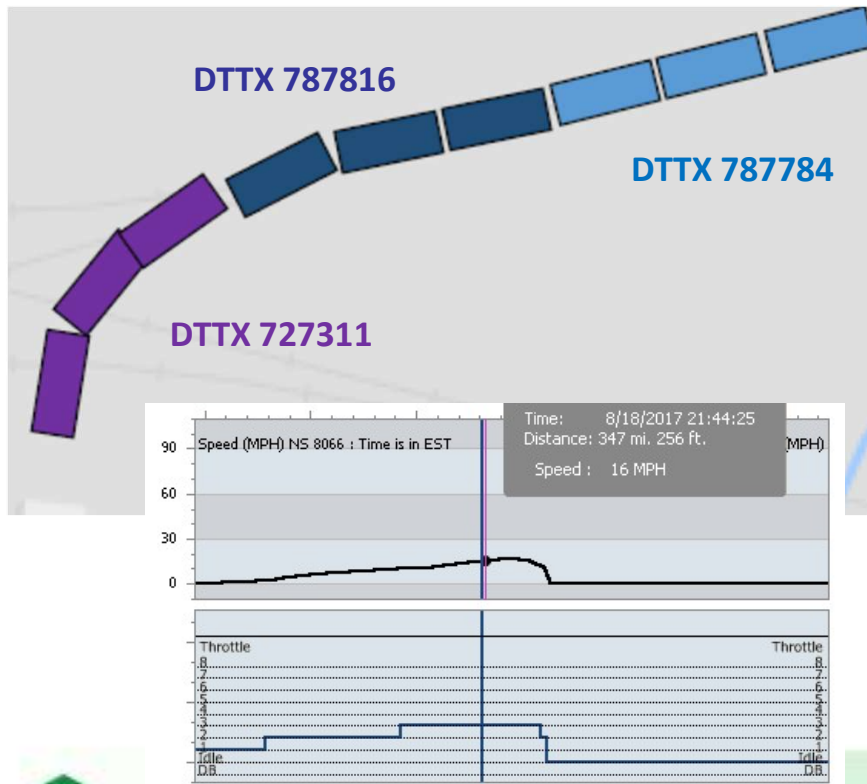 DTTX 787816
DTTX 787784
DTTX 727311
Time: 8/18/2017 21:44:25
Distance: 347 mi. 256 ft.
Speed : 16 MPH
90 Speed (MPH) NS 8066 : Time is in EST (MPH)
60
30
0
Throttle Throttle
8 8
7 7
6 6
5 5
4 4
3 3
2 2
1 1
Idle Idle
DB DB